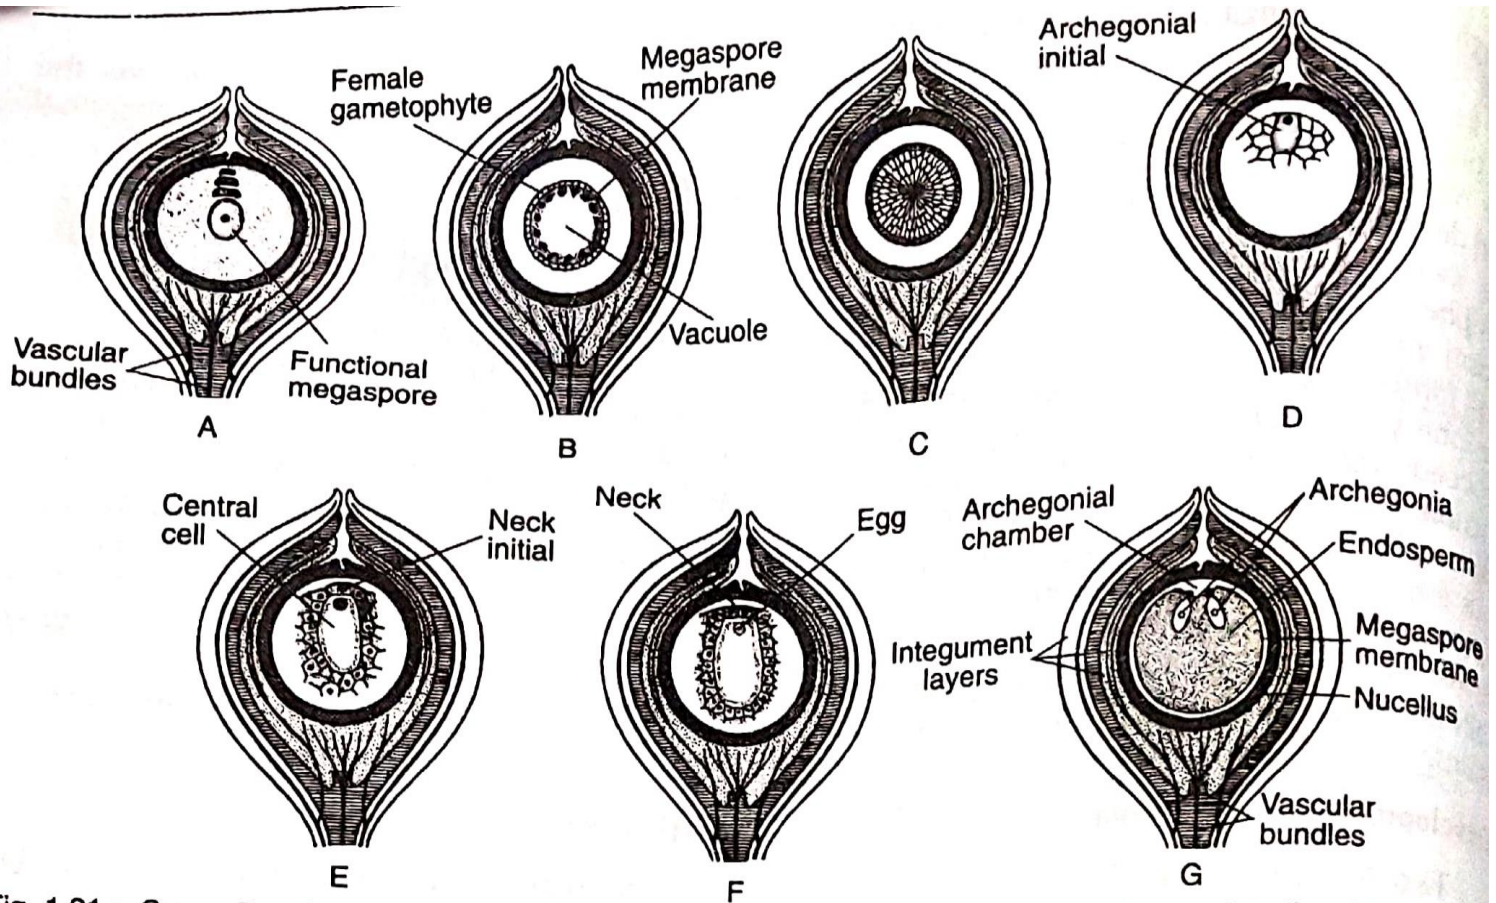 Female
gametophyte
Megaspore
membrane
Archegonial
initial
Vascular
bundles
Functional
megaspore
Vacuole
A
B
C
D
Central
cell
Neck
initial
Neck
Egg
Archegonial
chamber
Archegonia
Endosperm
Integument
layers
Megaspore
membrane
Nucellus
Vascular
bundles
E
F
G